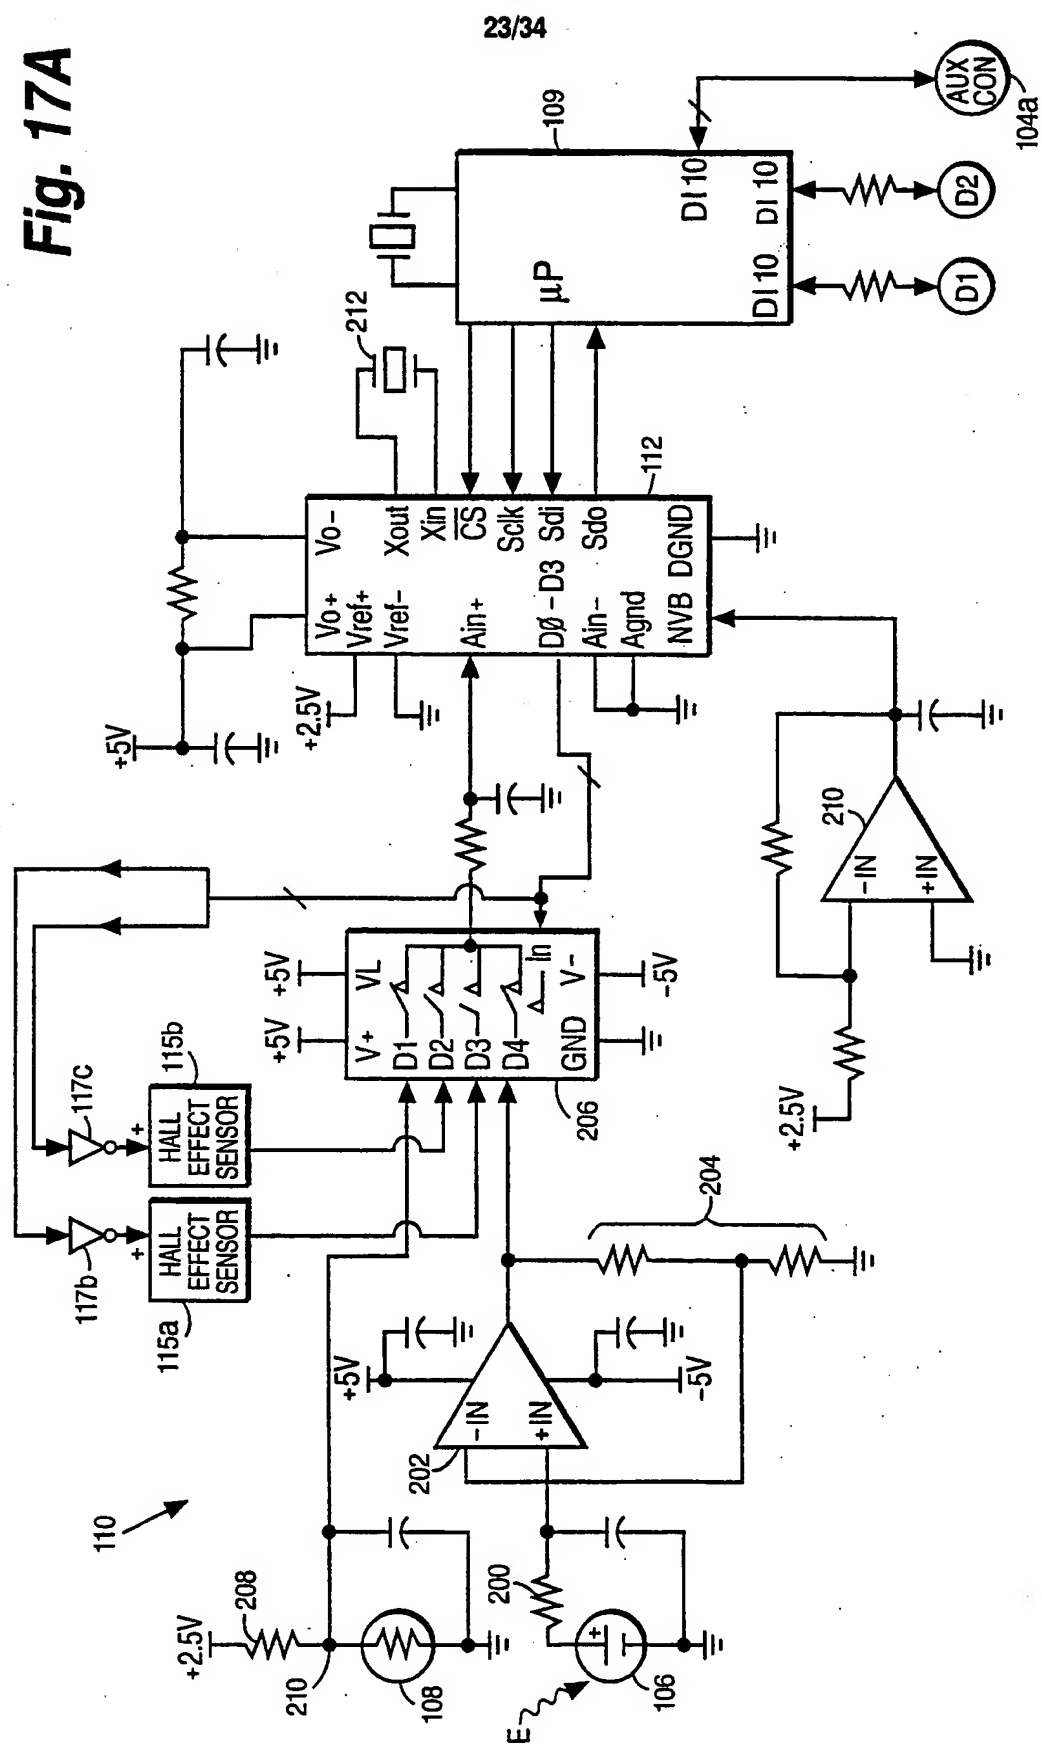 23/34
Fig. 17A
110
+2.5V
208
210
108
E
106
200
202
-IN
+IN
+5V
-5V
204
117b
117c
+
+
115a
115b
HALL
EFFECT
SENSOR
HALL
EFFECT
SENSOR
+5V
+5V
V+
VL
D1
D2
D3
D4
In
GND
V-
-5V
206
+5V
+2.5V
Vo+
Vo-
Vref+
Vref-
Xout
Xin
Ain+
CS
Sclk
DØ-D3
Sdi
Ain-
Sdo
Agnd
NVB
DGND
112
212
+2.5V
-IN
+IN
210
109
µP
DI 10
DI 10
DI 10
D1
D2
AUX
CON
104a